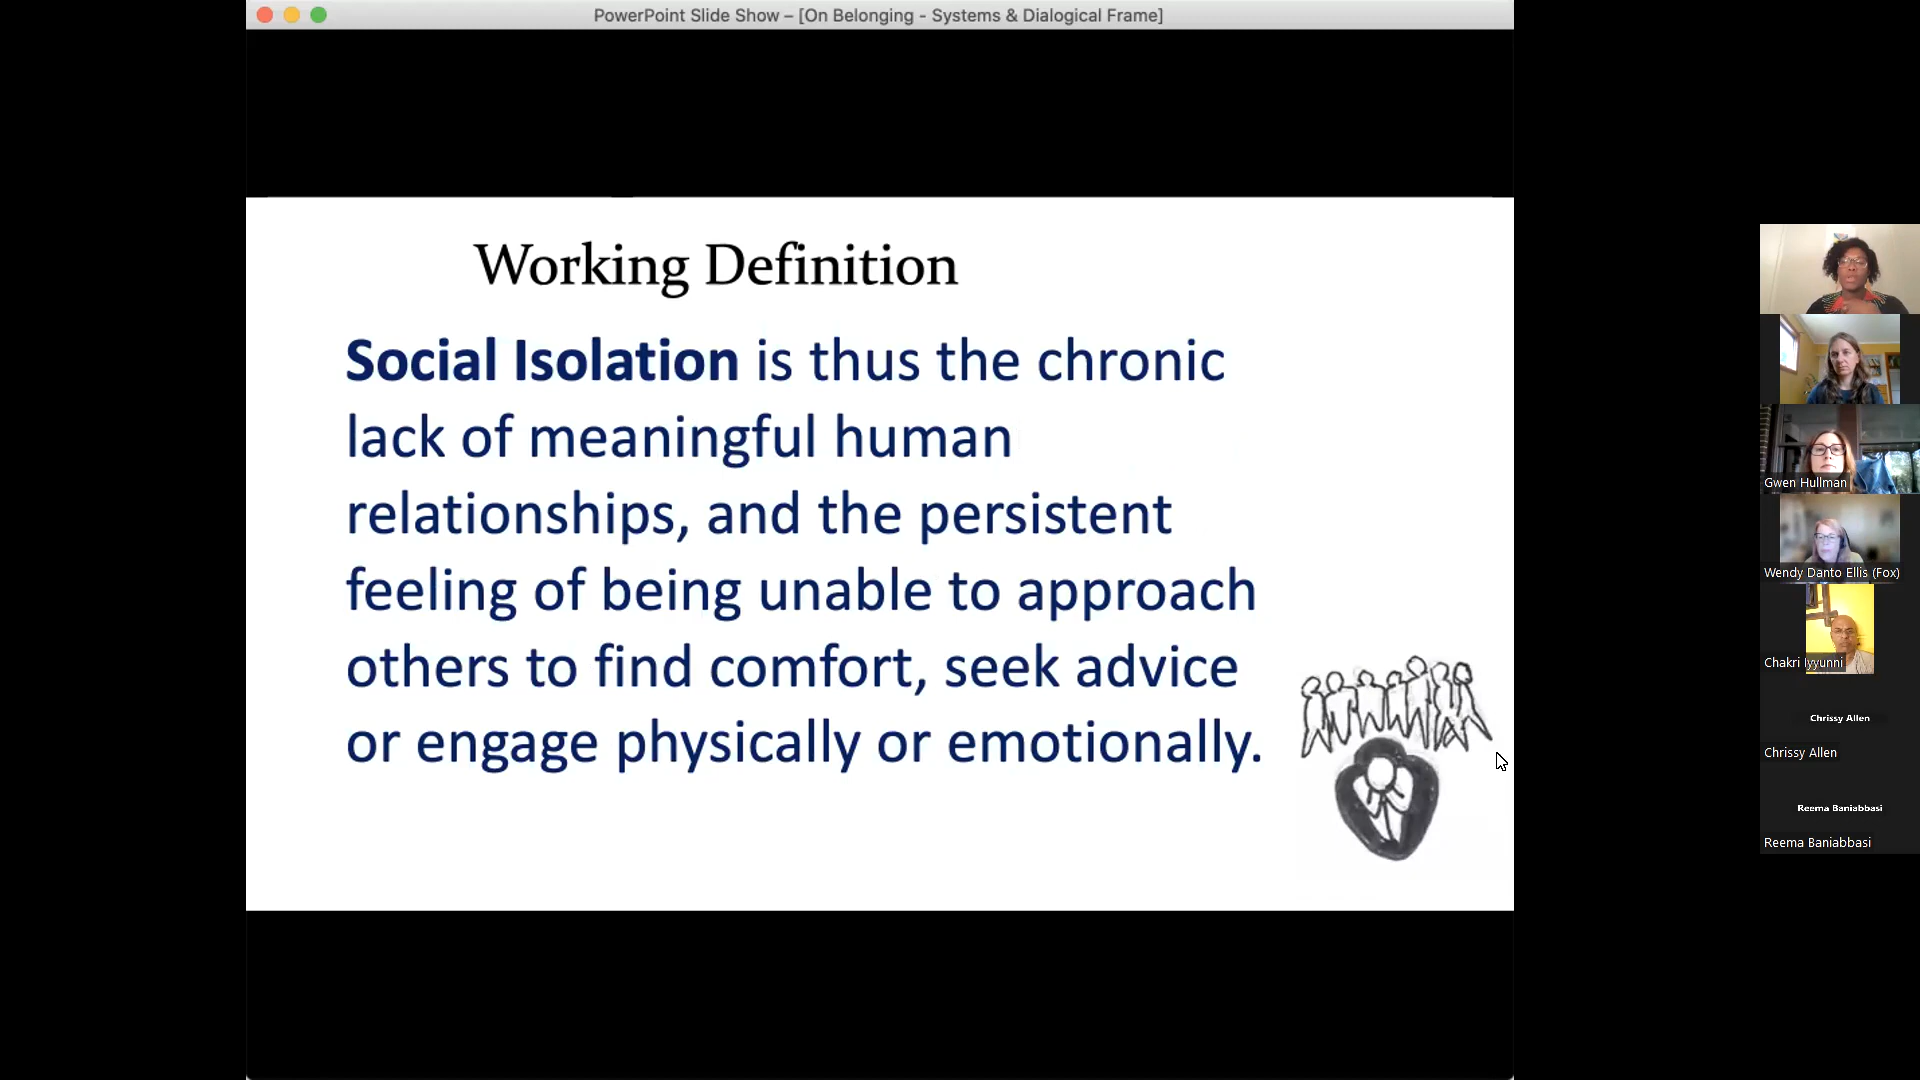 PowerPoint Slide Show – [On Belonging - Systems & Dialogical Frame]
Working Definition
Social Isolation is thus the chronic
lack of meaningful human
relationships, and the persistent
feeling of being unable to approach
others to find comfort, seek advice
or engage physically or emotionally.
Gwen Hullman
Wendy Danto Ellis (Fox)
Chakri Iyyunni
Chrissy Allen
Chrissy Allen
Reema Baniabbasi
Reema Baniabbasi